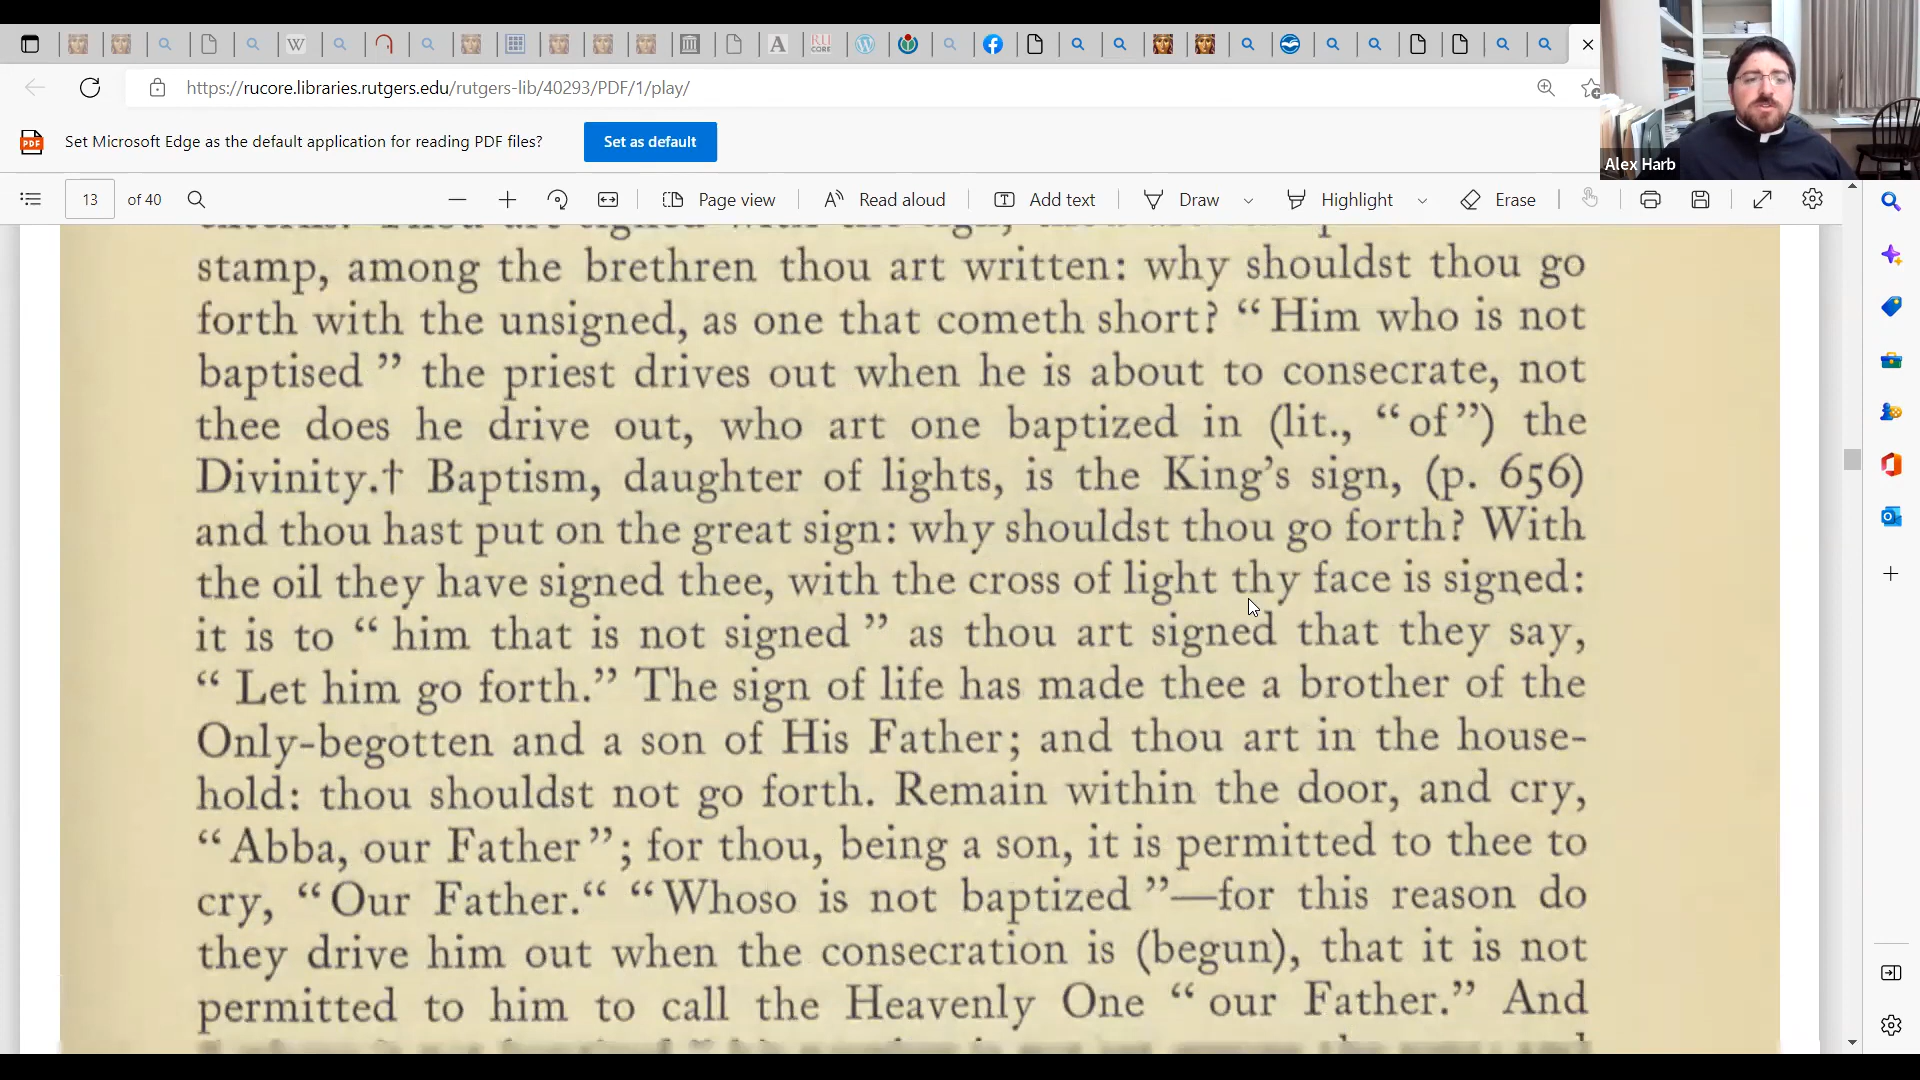 https://rucore.libraries.rutgers.edu/rutgers-lib/40293/PDF/1/play/
Set Microsoft Edge as the default application for reading PDF files?
Set as default
Alex Harb
13 of 40
Page view
Read aloud
Add text
Draw
Highlight
Erase
stamp, among the brethren thou art written: why shouldst thou go
forth with the unsigned, as one that cometh short? “Him who is not
baptised ” the priest drives out when he is about to consecrate, not
thee does he drive out, who art one baptized in (lit., “of”) the
Divinity.† Baptism, daughter of lights, is the King’s sign, (p. 656)
and thou hast put on the great sign: why shouldst thou go forth? With
the oil they have signed thee, with the cross of light thy face is signed:
it is to “ him that is not signed ” as thou art signed that they say,
“ Let him go forth.” The sign of life has made thee a brother of the
Only-begotten and a son of His Father; and thou art in the house-
hold: thou shouldst not go forth. Remain within the door, and cry,
“Abba, our Father”; for thou, being a son, it is permitted to thee to
cry, “Our Father.“ “Whoso is not baptized”—for this reason do
they drive him out when the consecration is (begun), that it is not
permitted to him to call the Heavenly One “ our Father.” And